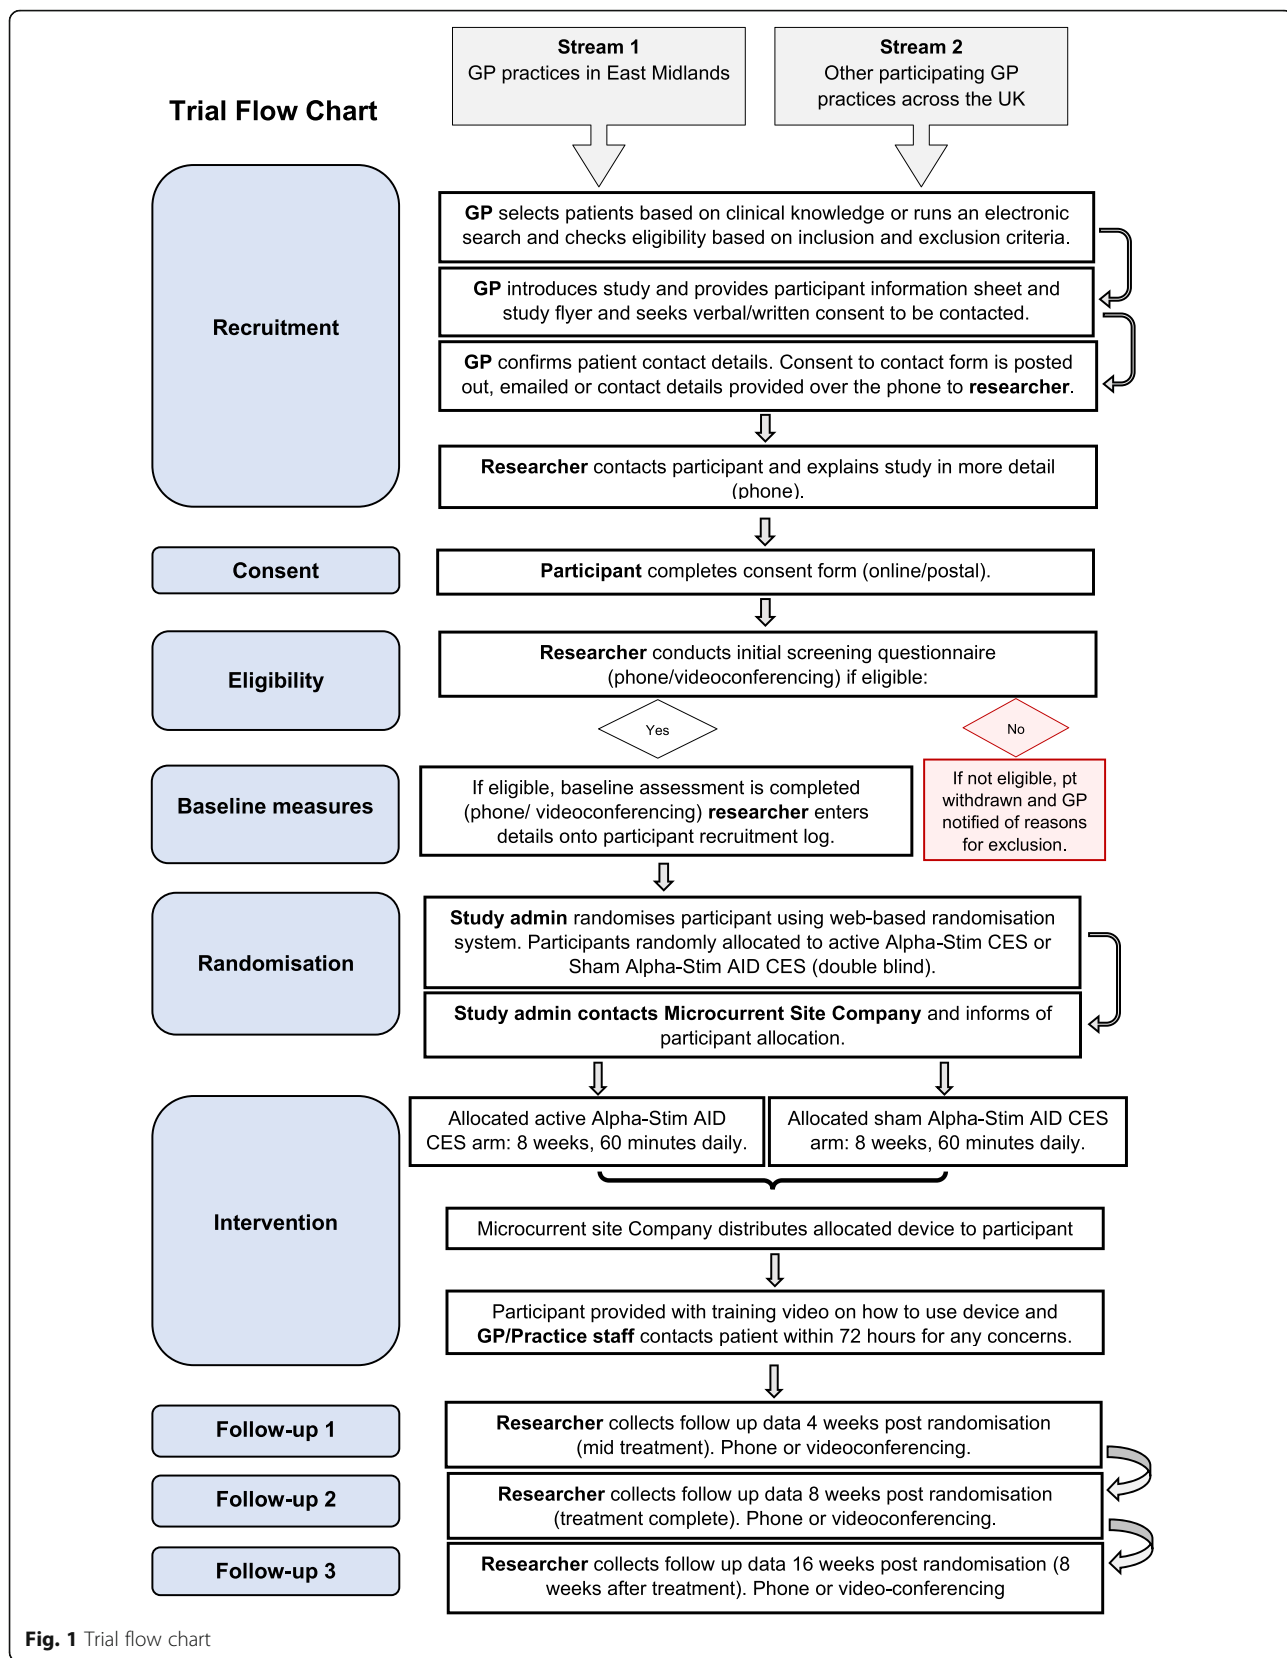 Stream 1
GP practices in East Midlands
Stream 2
Other participating GP
practices across the UK
Trial Flow Chart
Recruitment
GP selects patients based on clinical knowledge or runs an electronic
search and checks eligibility based on inclusion and exclusion criteria.
GP introduces study and provides participant information sheet and
study flyer and seeks verbal/written consent to be contacted.
GP confirms patient contact details. Consent to contact form is posted
out, emailed or contact details provided over the phone to researcher.
Researcher contacts participant and explains study in more detail
(phone).
Consent
Participant completes consent form (online/postal).
Eligibility
Researcher conducts initial screening questionnaire
(phone/videoconferencing) if eligible:
Yes
No
Baseline measures
If eligible, baseline assessment is completed
(phone/ videoconferencing) researcher enters
details onto participant recruitment log.
If not eligible, pt
withdrawn and GP
notified of reasons
for exclusion.
Randomisation
Study admin randomises participant using web-based randomisation
system. Participants randomly allocated to active Alpha-Stim CES or
Sham Alpha-Stim AID CES (double blind).
Study admin contacts Microcurrent Site Company and informs of
participant allocation.
Intervention
Allocated active Alpha-Stim AID
CES arm: 8 weeks, 60 minutes daily.
Allocated sham Alpha-Stim AID CES
arm: 8 weeks, 60 minutes daily.
Microcurrent site Company distributes allocated device to participant
Participant provided with training video on how to use device and
GP/Practice staff contacts patient within 72 hours for any concerns.
Follow-up 1
Researcher collects follow up data 4 weeks post randomisation
(mid treatment). Phone or videoconferencing.
Follow-up 2
Researcher collects follow up data 8 weeks post randomisation
(treatment complete). Phone or videoconferencing.
Follow-up 3
Researcher collects follow up data 16 weeks post randomisation (8
weeks after treatment). Phone or video-conferencing
Fig. 1 Trial flow chart